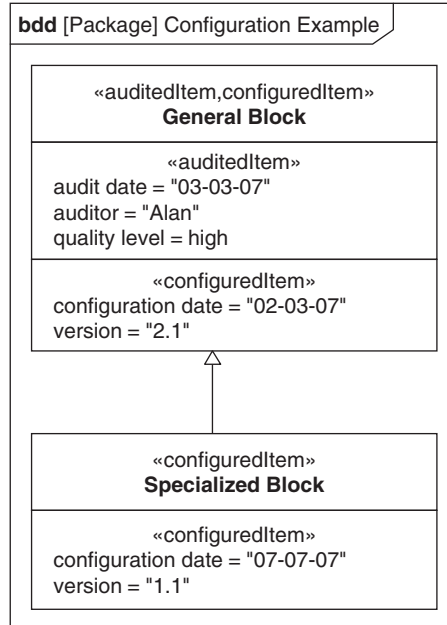 bdd [Package] Configuration Example
«auditedItem,configuredItem»
General Block
«auditedItem»
audit date = "03-03-07"
auditor = "Alan"
quality level = high
«configuredItem»
configuration date = "02-03-07"
version = "2.1"
«configuredItem»
Specialized Block
«configuredItem»
configuration date = "07-07-07"
version = "1.1"